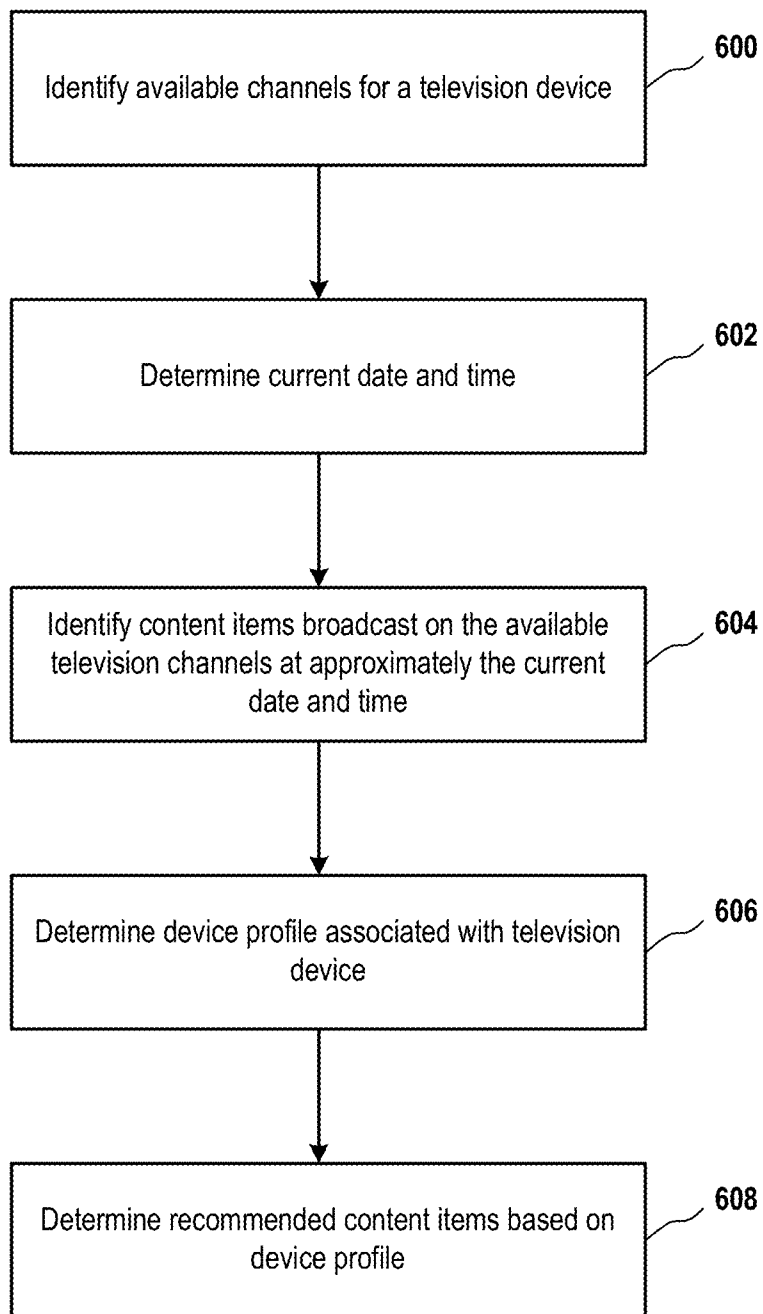 Identify available channels for a television device
600
Determine current date and time
602
Identify content items broadcast on the available
television channels at approximately the current
date and time
604
Determine device profile associated with television
device
606
Determine recommended content items based on
device profile
608